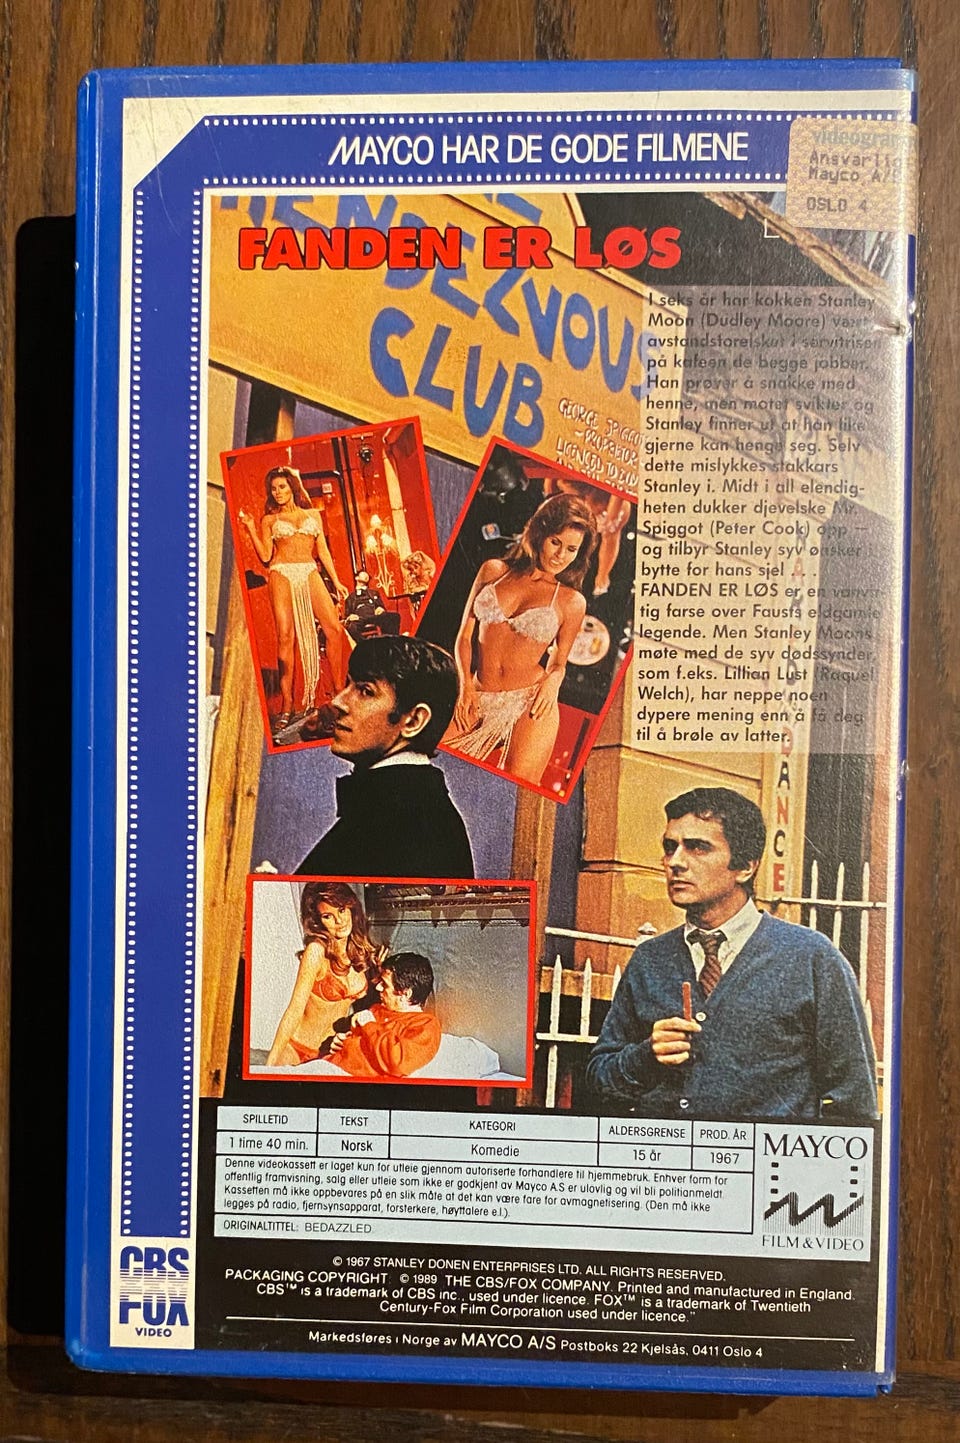 MAYCO HAR DE GODE FILMENE
videogram
Ansvarlig
Mayco A/S
OSLO 4
FANDEN ER LØS
RENDEZVOUS
CLUB
GEORGE SPIGGOT
-PROPRIETOR-
LICENCED TO
I seks år har kokken Stanley
Moon (Dudley Moore) vært
avstandsforelsket i servitrisen
på kafeen de begge jobber.
Han prøver å snakke med
henne, men motet svikter og
Stanley finner ut at han like
gjerne kan henge seg. Selv
dette mislykkes stakkars
Stanley i. Midt i all elendig-
heten dukker djevelske Mr.
Spiggot (Peter Cook) opp —
og tilbyr Stanley syv ønsker i
bytte for hans sjel . . .
FANDEN ER LØS er en vanvit-
tig farse over Fausts eldgamle
legende. Men Stanley Moons
møte med de syv dødssynder,
som f.eks. Lillian Lust (Raquel
Welch), har neppe noen
dypere mening enn å få deg
til å brøle av latter.
DANCE
SPILLETID TEKST KATEGORI ALDERSGRENSE PROD. ÅR
1 time 40 min. Norsk Komedie 15 år 1967
Denne videokassett er laget kun for utleie gjennom autoriserte forhandlere til hjemmebruk. Enhver form for
offentlig framvisning, salg eller utleie som ikke er godkjent av Mayco A.S er ulovlig og vil bli politianmeldt.
Kassetten må ikke oppbevares på en slik måte at det kan være fare for avmagnetisering. (Den må ikke
legges på radio, fjernsynsapparat, forsterkere, høyttalere e.l.).
ORIGINALTITTEL: BEDAZZLED
MAYCO
FILM & VIDEO
CBS
FOX
VIDEO
© 1967 STANLEY DONEN ENTERPRISES LTD. ALL RIGHTS RESERVED.
PACKAGING COPYRIGHT © 1989 THE CBS/FOX COMPANY. Printed and manufactured in England.
CBS™ is a trademark of CBS inc., used under licence. FOX™ is a trademark of Twentieth
Century-Fox Film Corporation used under licence."
Markedsføres i Norge av MAYCO A/S Postboks 22 Kjelsås, 0411 Oslo 4